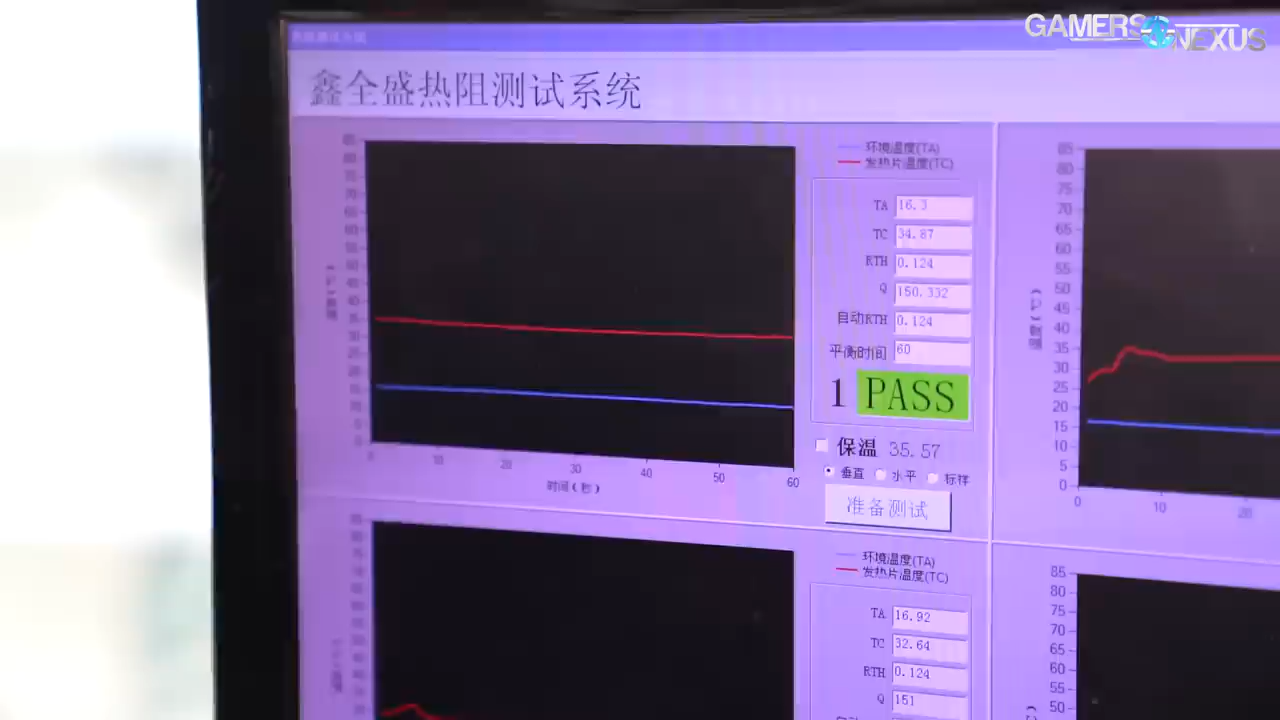 GAMERS NEXUS
鑫全盛热阻测试系统
环境温度(TA)
发热片温度(TC)
TA 16.3
TC 34.87
RTH 0.124
Q 150.332
自动RTH 0.124
平衡时间 60
1 PASS
保温 35.57
垂直 水平 标样
准备测试
0 10 20 30 40 50 60
时间(秒)
85
80
75
70
65
60
55
50
45
40
35
30
25
20
15
10
5
0
0 10 20
环境温度(TA)
发热片温度(TC)
TA 16.92
TC 32.64
RTH 0.124
Q 151
85
80
75
70
65
60
55
50